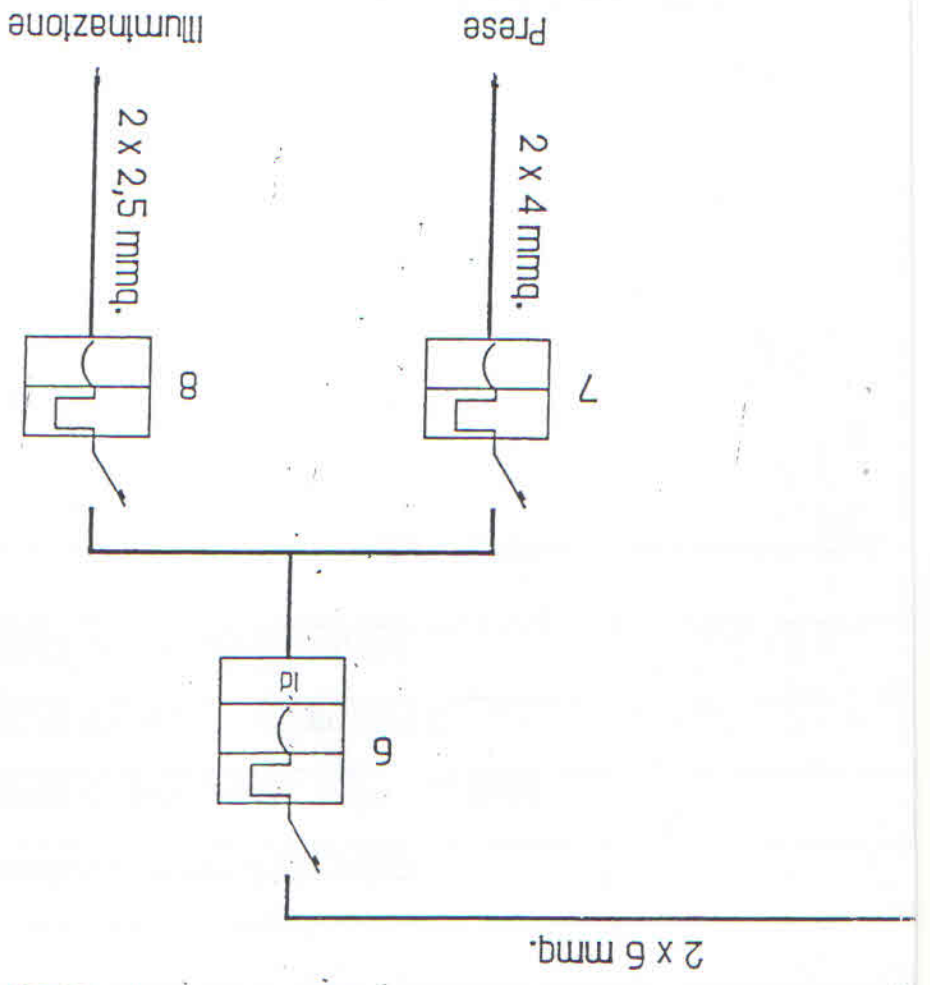 2 x 6 mmq.
6
Id
7
8
2 x 4 mmq.
2 x 2,5 mmq.
Prese
Illuminazione